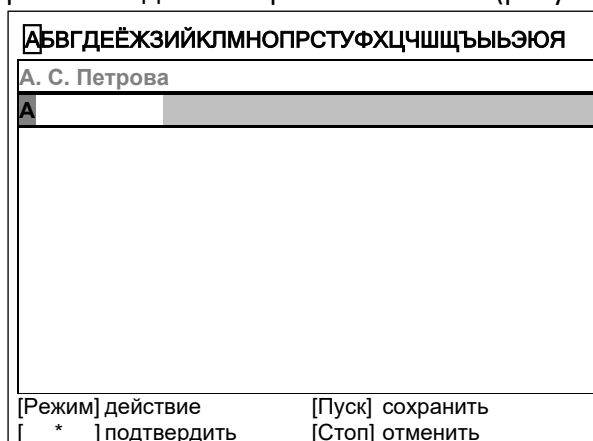 АБВГДЕЁЖЗИЙКЛМНОПРСТУФХЦЧШЩЪЫЬЭЮЯ
А. С. Петрова
А
[Режим] действие [Пуск] сохранить
[ * ] подтвердить [Стоп] отменить